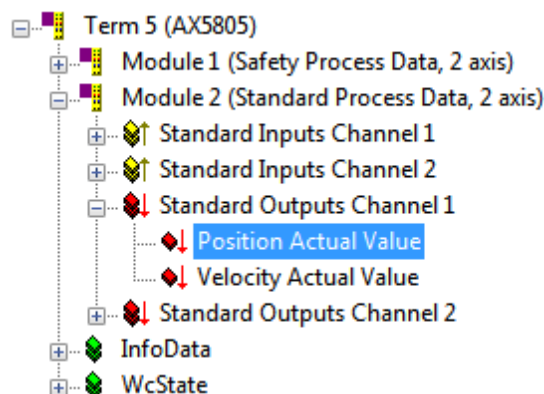 Term 5 (AX5805)
Module 1 (Safety Process Data, 2 axis)
Module 2 (Standard Process Data, 2 axis)
Standard Inputs Channel 1
Standard Inputs Channel 2
Standard Outputs Channel 1
Position Actual Value
Velocity Actual Value
Standard Outputs Channel 2
InfoData
WcState